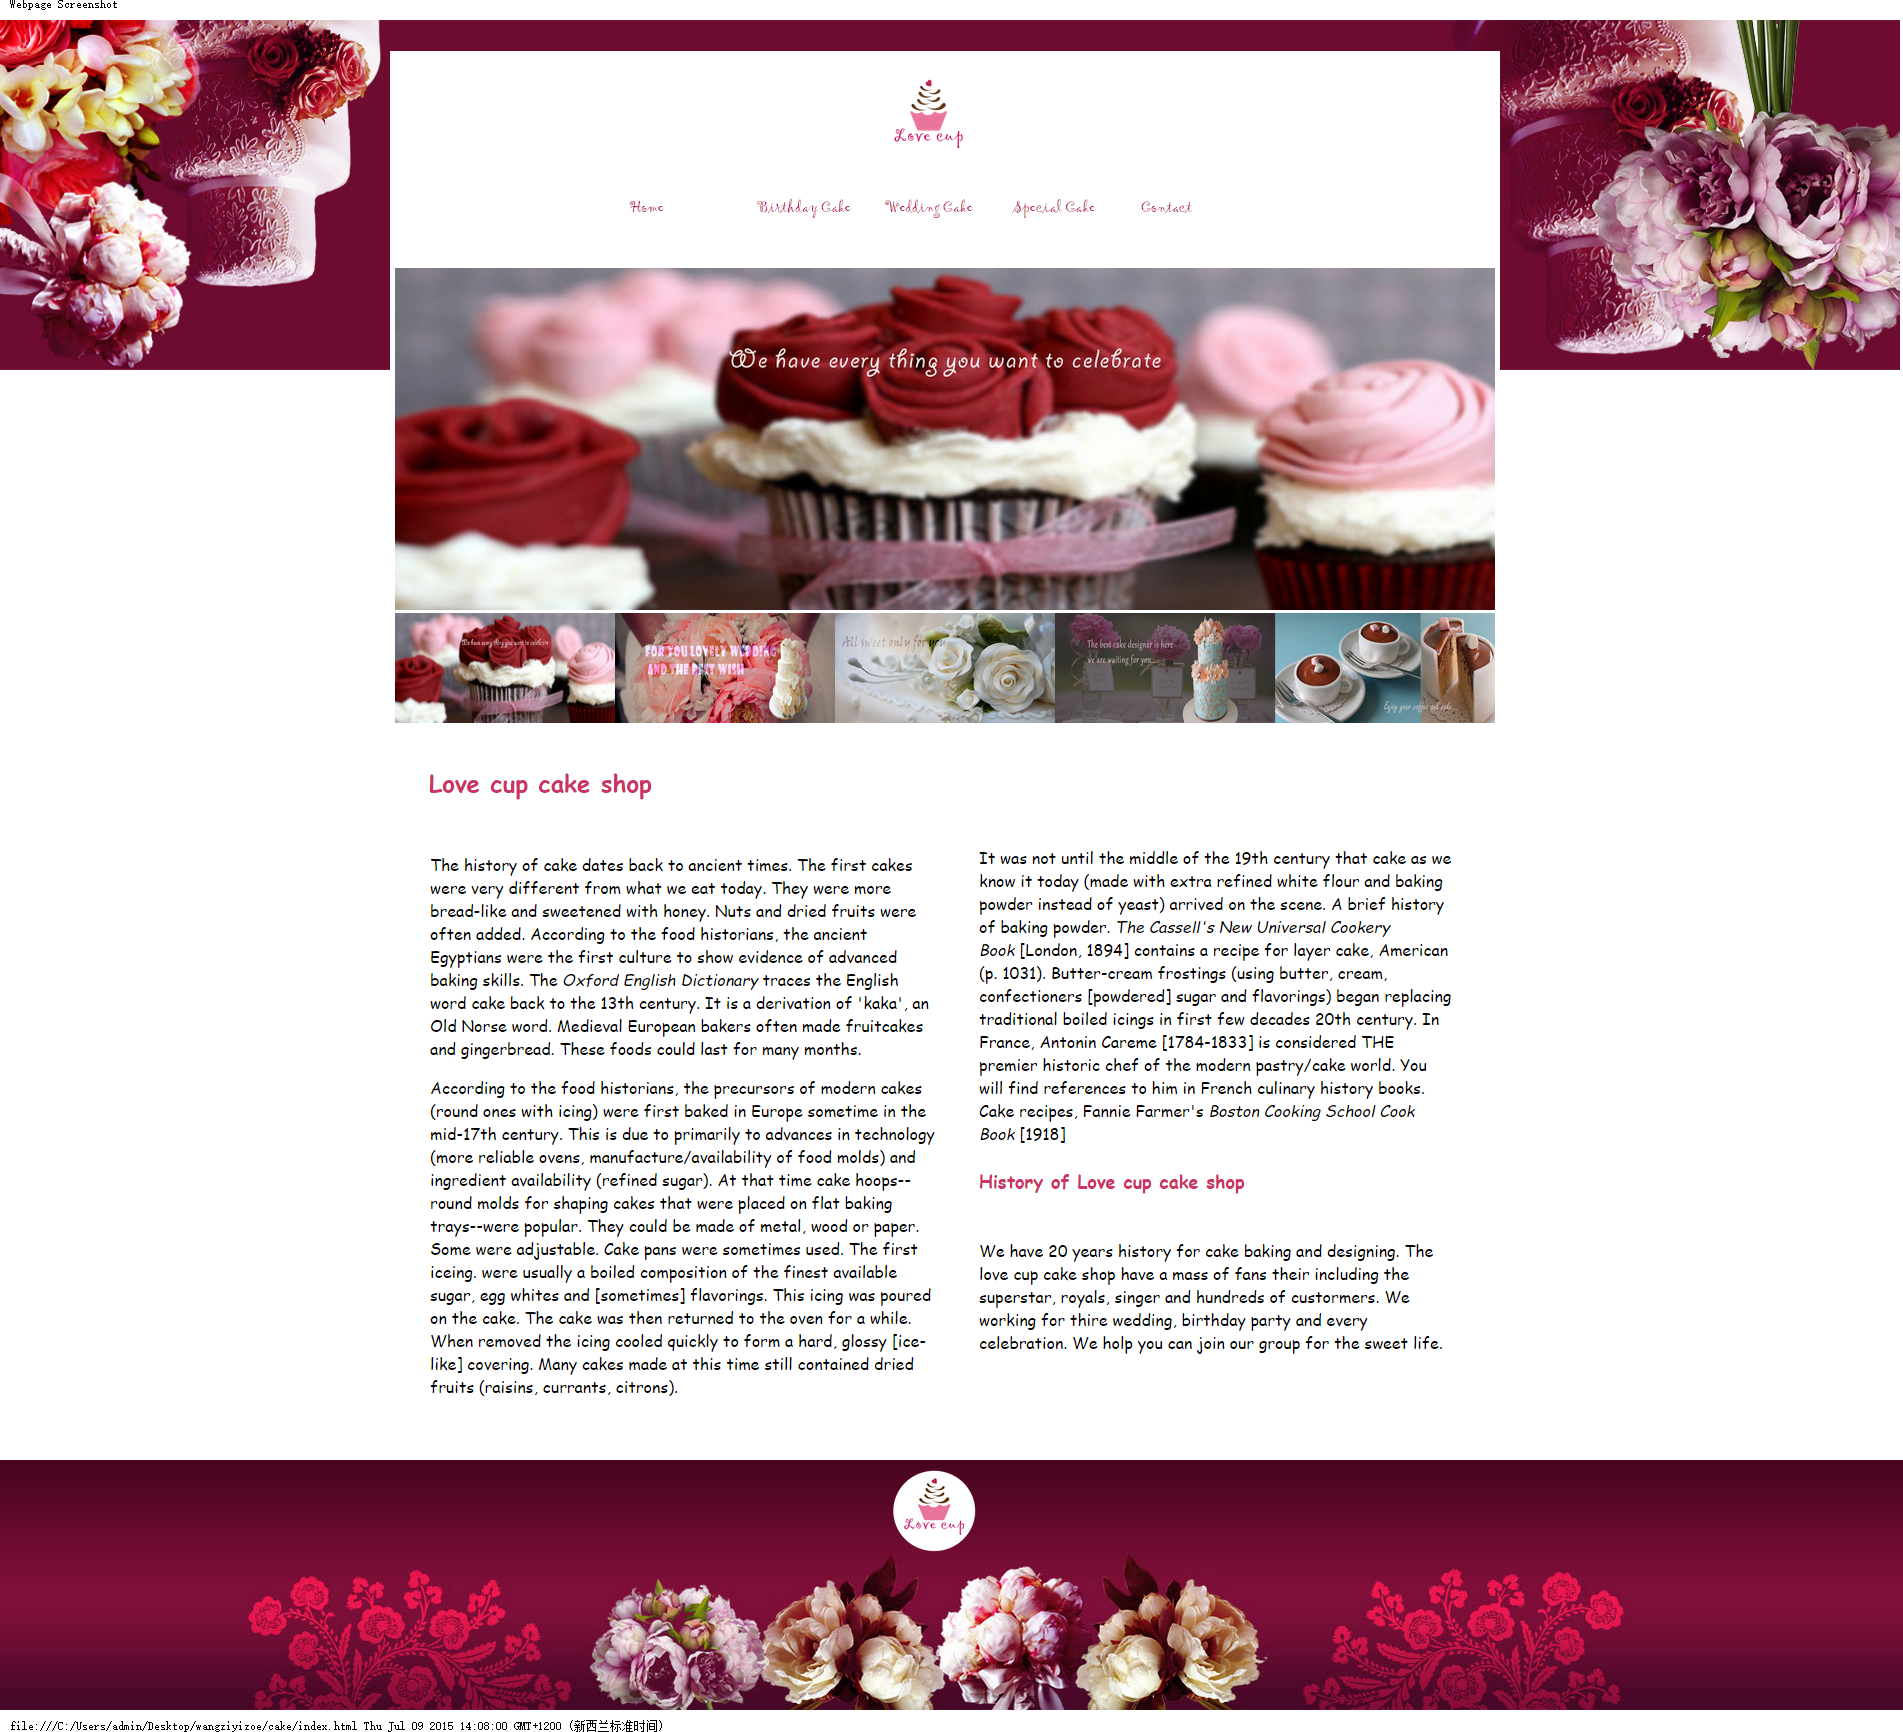 Webpage Screenshot
Love cup
Home
Birthday Cake
Wedding Cake
Special Cake
Contact
We have every thing you want to celebrate
We have every thing you want to celebrate
FOR YOU LOVELY WEDDING
AND THE BEST WISH
All sweet only for you
The best cake designer is here
we are waiting for you...
Enjoy your coffee and cake...
Love cup cake shop
The history of cake dates back to ancient times. The first cakes
were very different from what we eat today. They were more
bread-like and sweetened with honey. Nuts and dried fruits were
often added. According to the food historians, the ancient
Egyptians were the first culture to show evidence of advanced
baking skills. The Oxford English Dictionary traces the English
word cake back to the 13th century. It is a derivation of 'kaka', an
Old Norse word. Medieval European bakers often made fruitcakes
and gingerbread. These foods could last for many months.
According to the food historians, the precursors of modern cakes
(round ones with icing) were first baked in Europe sometime in the
mid-17th century. This is due to primarily to advances in technology
(more reliable ovens, manufacture/availability of food molds) and
ingredient availability (refined sugar). At that time cake hoops--
round molds for shaping cakes that were placed on flat baking
trays--were popular. They could be made of metal, wood or paper.
Some were adjustable. Cake pans were sometimes used. The first
iceing. were usually a boiled composition of the finest available
sugar, egg whites and [sometimes] flavorings. This icing was poured
on the cake. The cake was then returned to the oven for a while.
When removed the icing cooled quickly to form a hard, glossy [ice-
like] covering. Many cakes made at this time still contained dried
fruits (raisins, currants, citrons).
It was not until the middle of the 19th century that cake as we
know it today (made with extra refined white flour and baking
powder instead of yeast) arrived on the scene. A brief history
of baking powder. The Cassell's New Universal Cookery
Book [London, 1894] contains a recipe for layer cake, American
(p. 1031). Butter-cream frostings (using butter, cream,
confectioners [powdered] sugar and flavorings) began replacing
traditional boiled icings in first few decades 20th century. In
France, Antonin Careme [1784-1833] is considered THE
premier historic chef of the modern pastry/cake world. You
will find references to him in French culinary history books.
Cake recipes, Fannie Farmer's Boston Cooking School Cook
Book [1918]
History of Love cup cake shop
We have 20 years history for cake baking and designing. The
love cup cake shop have a mass of fans their including the
superstar, royals, singer and hundreds of custormers. We
working for thire wedding, birthday party and every
celebration. We help you can join our group for the sweet life.
Love cup
file:///C:/Users/admin/Desktop/wangziyizoe/cake/index.html Thu Jul 09 2015 14:08:00 GMT+1200 (新西兰标准时间)